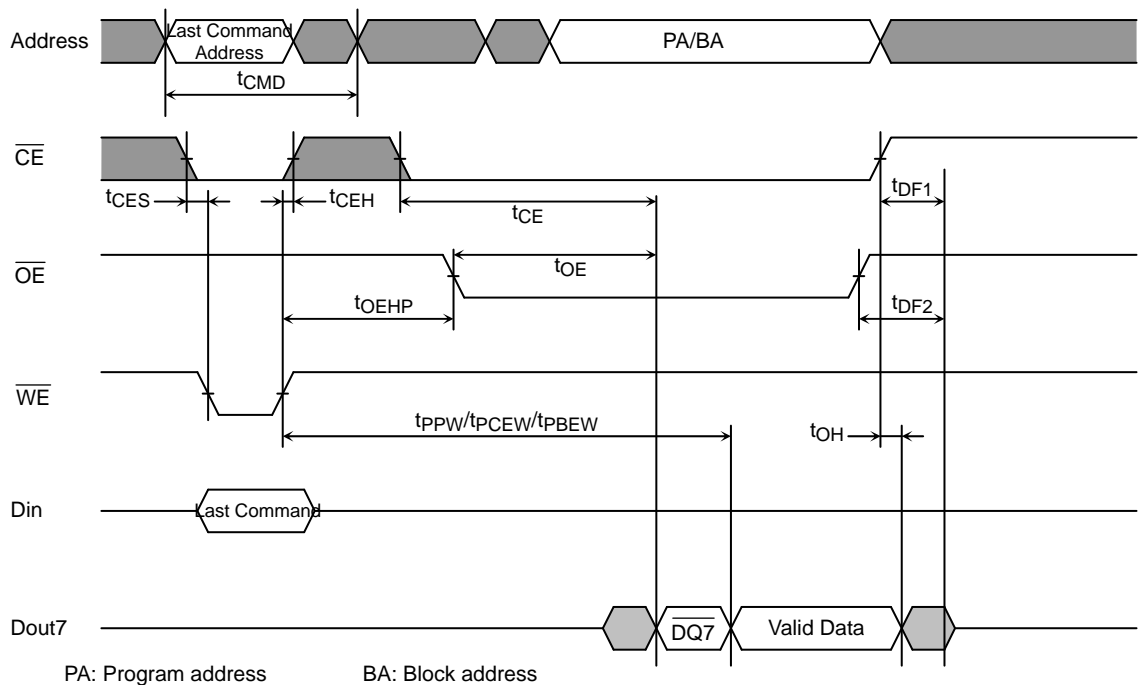 Address
Last Command
Address
PA/BA
tCMD
CE
tCES
tCEH
tCE
tDF1
OE
tOE
tOEHP
tDF2
WE
tPPW/tPCEW/tPBEW
tOH
Din
Last Command
Dout7
DQ7
Valid Data
PA: Program address
BA: Block address